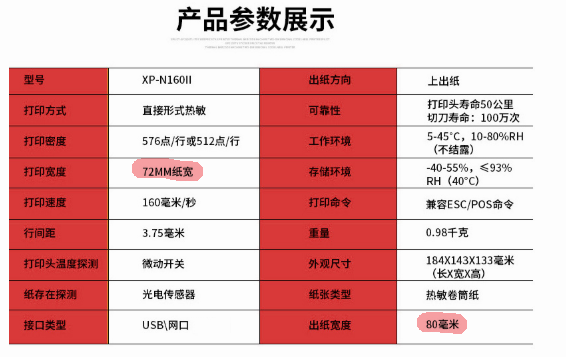 产品参数展示
型号 XP-N160II 出纸方向 上出纸
打印方式 直接形式热敏 可靠性 打印头寿命50公里
切刀寿命：100万次
打印密度 576点/行或512点/行 工作环境 5-45°C，10-80%RH
（不结露）
打印宽度 72MM纸宽 存储环境 -40-55%，≤93%
RH（40°C）
打印速度 160毫米/秒 打印命令 兼容ESC/POS命令
行间距 3.75毫米 重量 0.98千克
打印头温度探测 微动开关 外观尺寸 184X143X133毫米
（长X宽X高）
纸存在探测 光电传感器 纸张类型 热敏卷筒纸
接口类型 USB\网口 出纸宽度 80毫米